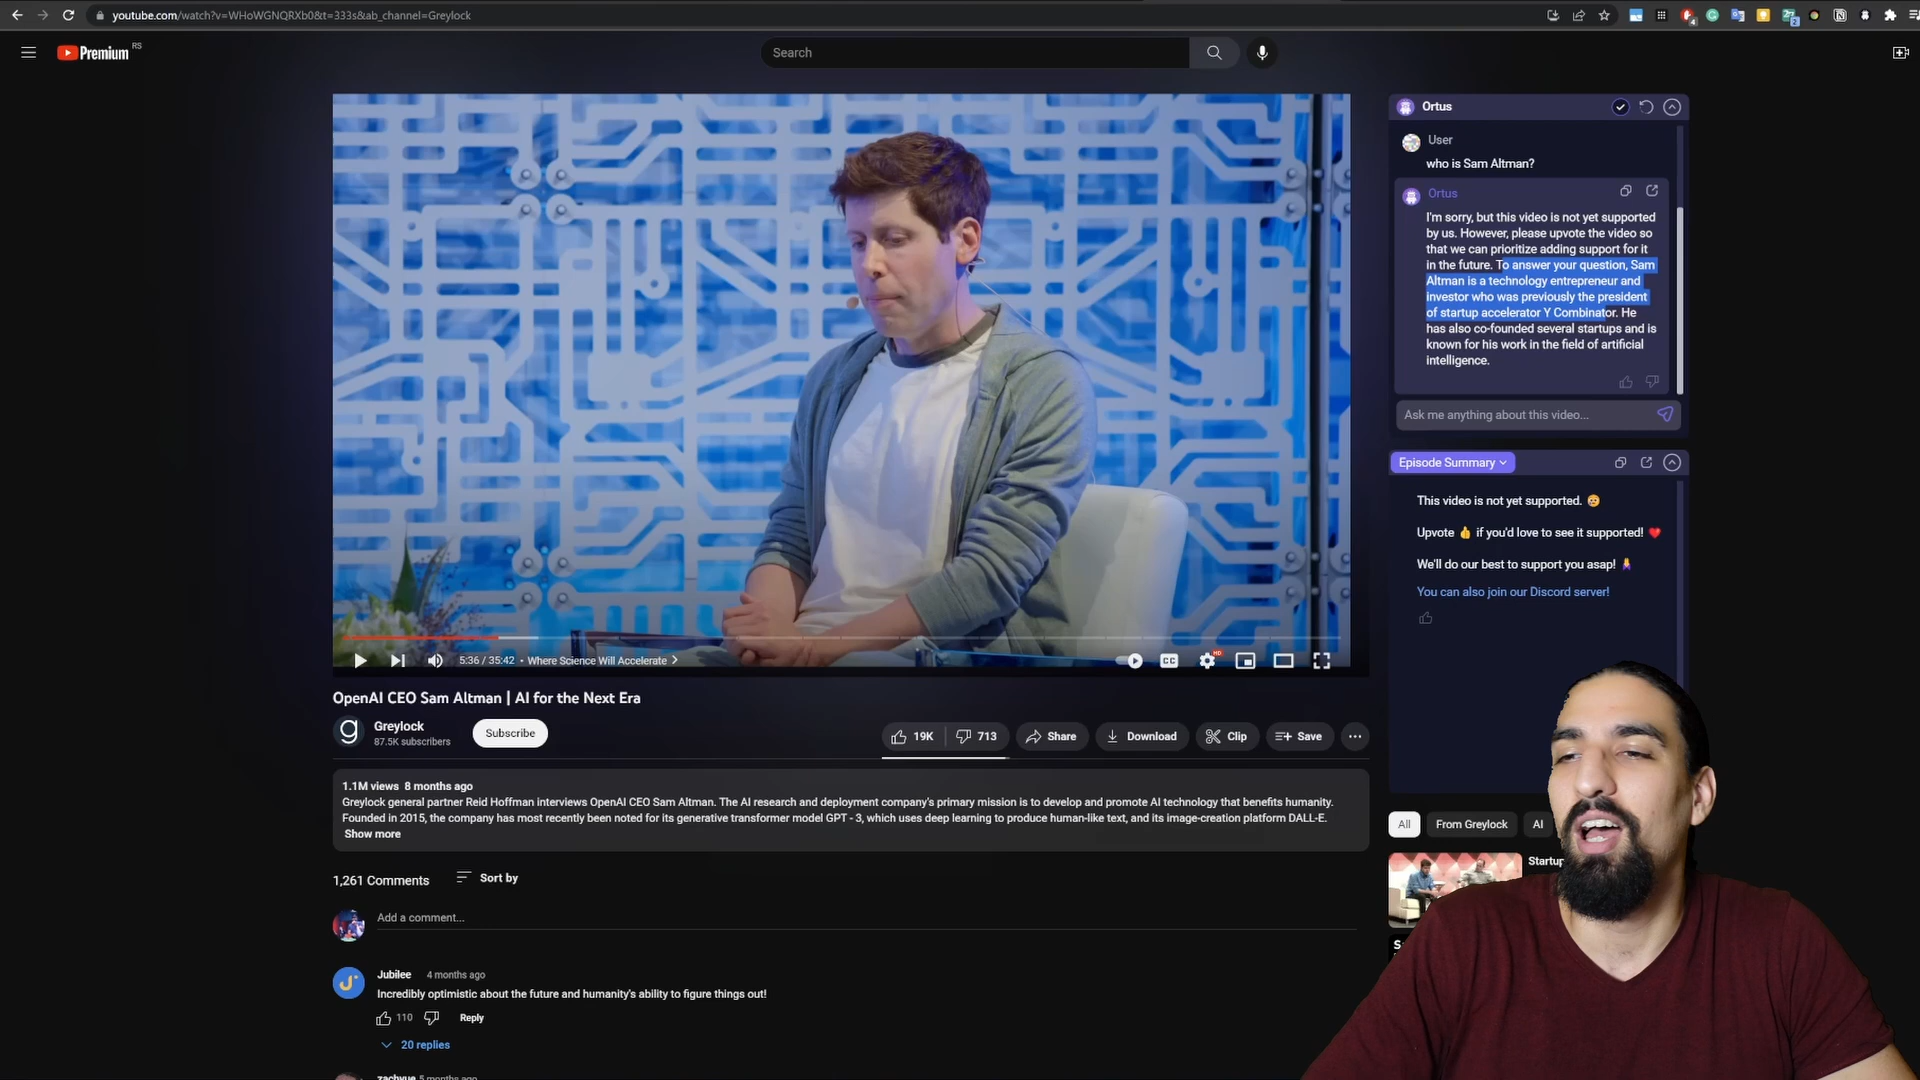 youtube.com/watch?v=WHoWGNQRXb0&t=333s&ab_channel=Greylock
Premium RS
Search
Ortus
User
who is Sam Altman?
Ortus
I'm sorry, but this video is not yet supported
by us. However, please upvote the video so
that we can prioritize adding support for it
in the future. To answer your question, Sam
Altman is a technology entrepreneur and
investor who was previously the president
of startup accelerator Y Combinator. He
has also co-founded several startups and is
known for his work in the field of artificial
intelligence.
Ask me anything about this video...
Episode Summary
This video is not yet supported. 😢
Upvote 👍 if you'd love to see it supported! ❤️
We'll do our best to support you asap!
You can also join our Discord server!
5:36 / 35:42 • Where Science Will Accelerate
CC
HD
OpenAI CEO Sam Altman | AI for the Next Era
Greylock
87.5K subscribers
Subscribe
19K
713
Share
Download
Clip
Save
1.1M views 8 months ago
Greylock general partner Reid Hoffman interviews OpenAI CEO Sam Altman. The AI research and deployment company's primary mission is to develop and promote AI technology that benefits humanity.
Founded in 2015, the company has most recently been noted for its generative transformer model GPT - 3, which uses deep learning to produce human-like text, and its image-creation platform DALL-E.
Show more
All
From Greylock
AI
Startup
1,261 Comments
Sort by
Add a comment...
Jubilee 4 months ago
Incredibly optimistic about the future and humanity's ability to figure things out!
110
Reply
20 replies
zachyue 5 months ago